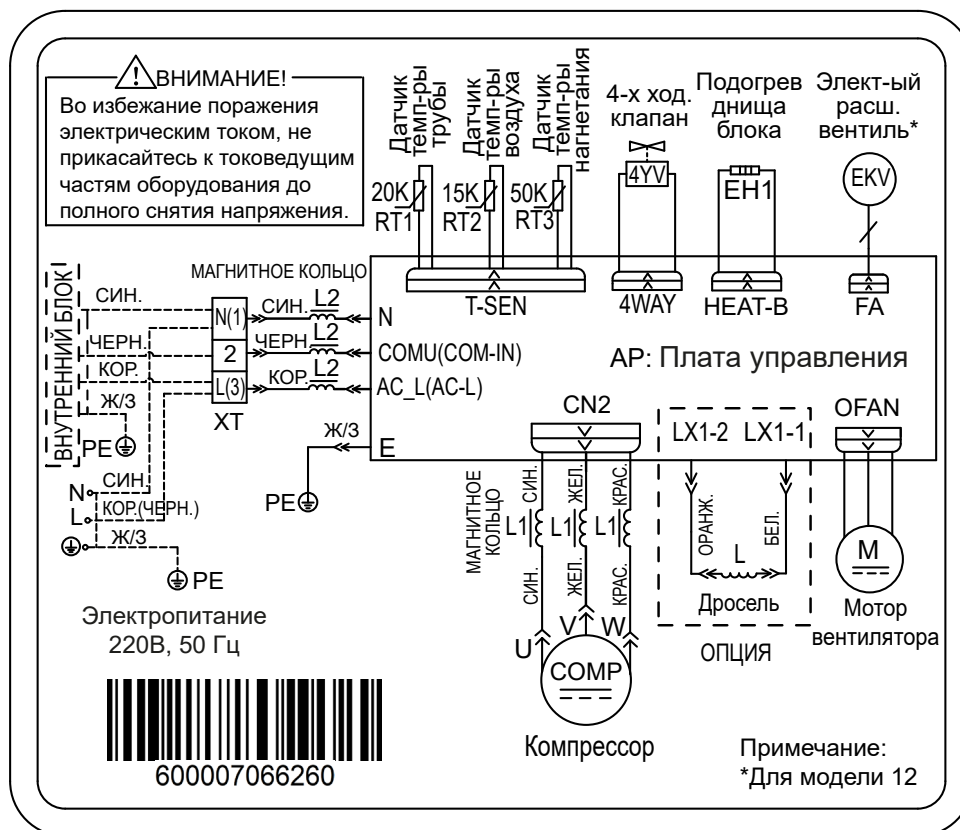 ВНИМАНИЕ!
Во избежание поражения
электрическим током, не
прикасайтесь к токоведущим
частям оборудования до
полного снятия напряжения.
Датчик
темп-ры
трубы
Датчик
темп-ры
воздуха
Датчик
темп-ры
нагнетания
4-х ход.
клапан
Подогрев
днища
блока
Элект-ый
расш.
вентиль*
20K
RT1
15K
RT2
50K
RT3
4YV
EH1
EKV
T-SEN
4WAY
HEAT-B
FA
ВНУТРЕННИЙ БЛОК
СИН.
ЧЕРН.
КОР.
Ж/З
PE
МАГНИТНОЕ КОЛЬЦО
N(1)
2
L(3)
XT
СИН.
L2
ЧЕРН.
L2
КОР.
L2
N
COMU(COM-IN)
AC_L(AC-L)
Ж/З
E
PE
AP: Плата управления
N
СИН.
L
КОР.(ЧЕРН.)
Ж/З
PE
Электропитание
220В, 50 Гц
600007066260
CN2
МАГНИТНОЕ
КОЛЬЦО
СИН.
ЖЕЛ.
КРАС.
L1
L1
L1
СИН.
ЖЕЛ.
КРАС.
U
V
W
COMP
Компрессор
LX1-2
LX1-1
ОРАНЖ.
БЕЛ.
L
Дросель
ОПЦИЯ
OFAN
M
Мотор
вентилятора
Примечание:
*Для модели 12